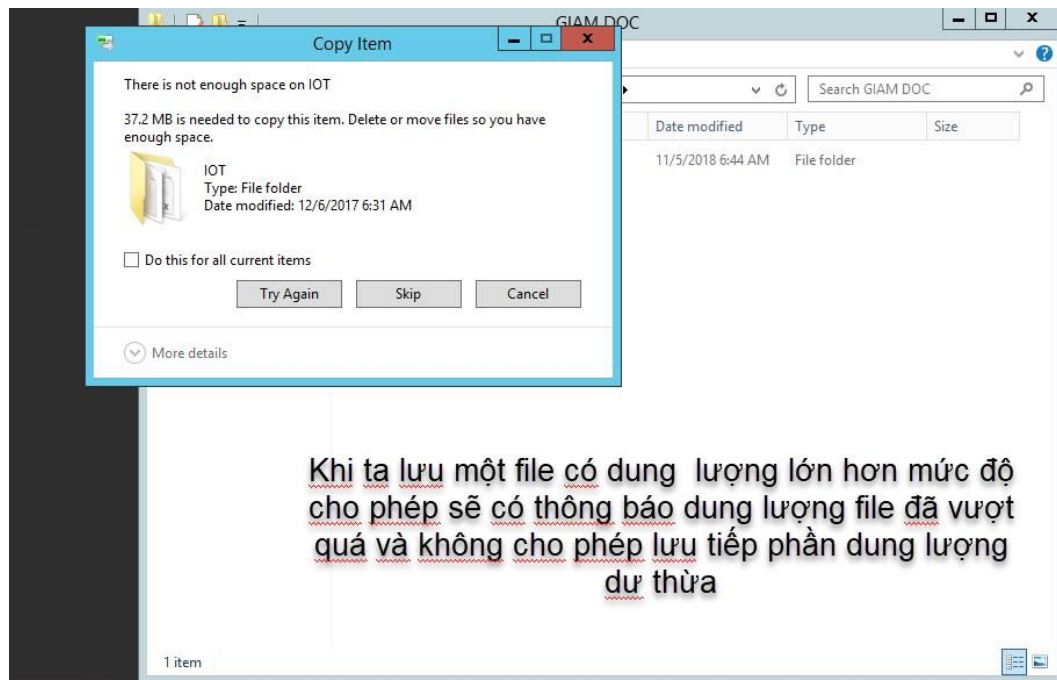 GIAM DOC
Copy Item
There is not enough space on IOT
37.2 MB is needed to copy this item. Delete or move files so you have
enough space.
IOT
Type: File folder
Date modified: 12/6/2017 6:31 AM
Do this for all current items
Try Again Skip Cancel
More details
Search GIAM DOC
Date modified Type Size
11/5/2018 6:44 AM File folder
Khi ta lưu một file có dung lượng lớn hơn mức độ
cho phép sẽ có thông báo dung lượng file đã vượt
quá và không cho phép lưu tiếp phần dung lượng
dư thừa
1 item